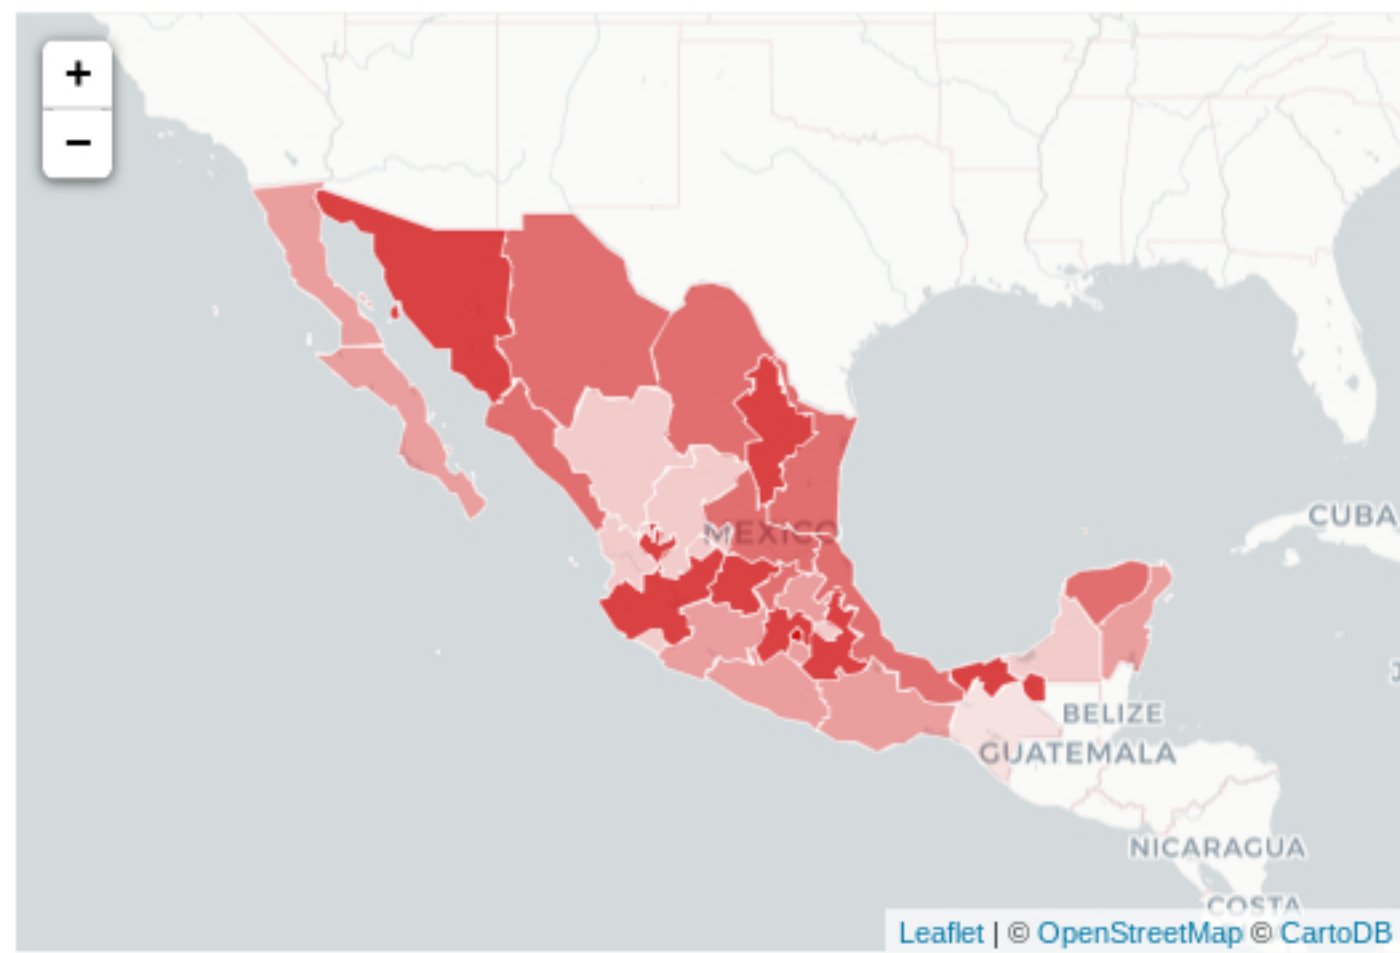 +
−
MEXICO
CUBA
BELIZE
GUATEMALA
NICARAGUA
COSTA
Leaflet | © OpenStreetMap © CartoDB